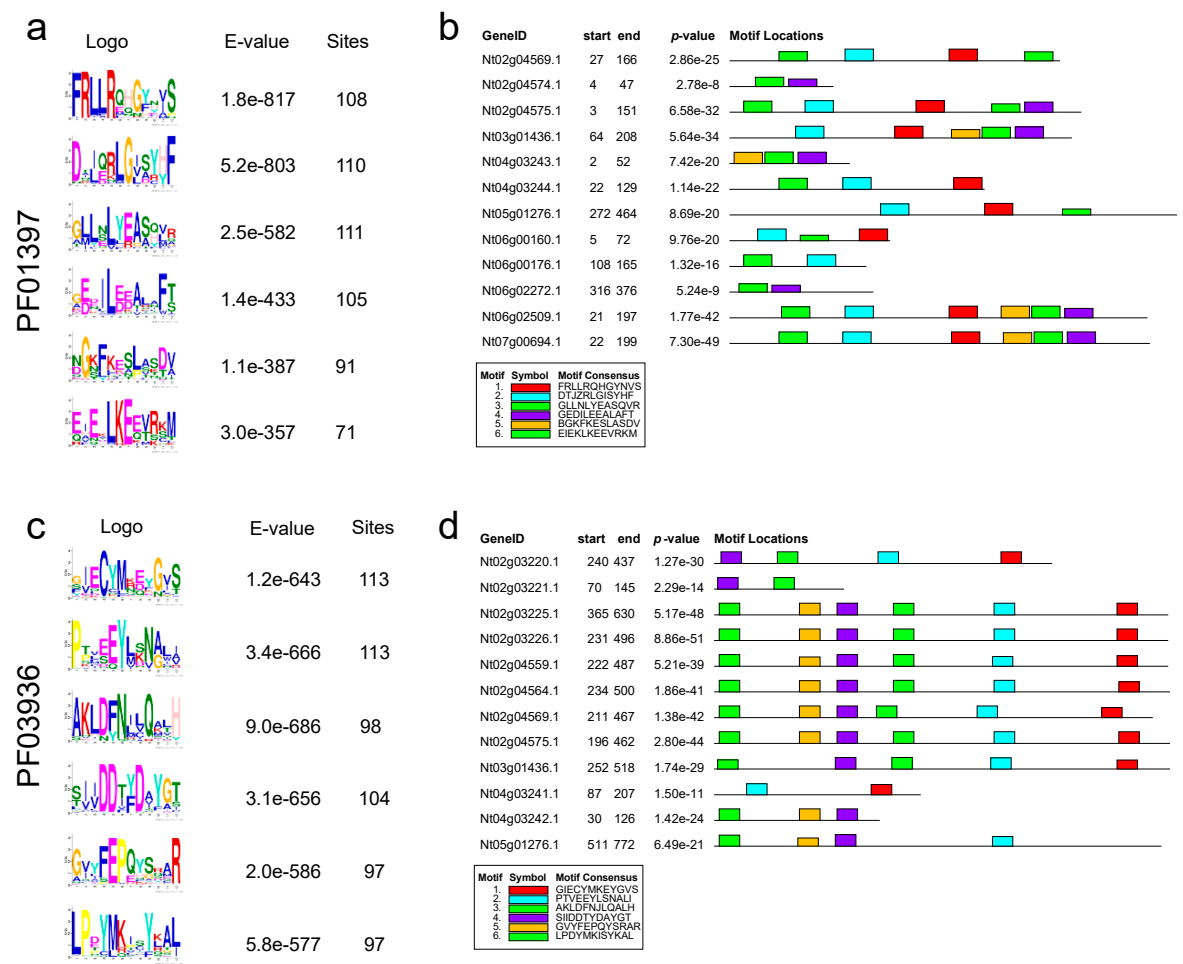 a
Logo E-value Sites
PF01397
1.8e-817 108
5.2e-803 110
2.5e-582 111
1.4e-433 105
1.1e-387 91
3.0e-357 71
b
GeneID start end p-value Motif Locations
Nt02g04569.1 27 166 2.86e-25
Nt02g04574.1 4 47 2.78e-8
Nt02g04575.1 3 151 6.58e-32
Nt03g01436.1 64 208 5.64e-34
Nt04g03243.1 2 52 7.42e-20
Nt04g03244.1 22 129 1.14e-22
Nt05g01276.1 272 464 8.69e-20
Nt06g00160.1 5 72 9.76e-20
Nt06g00176.1 108 165 1.32e-16
Nt06g02272.1 316 376 5.24e-9
Nt06g02509.1 21 197 1.77e-42
Nt07g00694.1 22 199 7.30e-49
Motif Symbol Motif Consensus
1. FRLLRQHGYNVS
2. DTJZRLGISYHF
3. GLLNLYEASQVR
4. GEDILEEALAFT
5. BGKFKESLASDV
6. EIEKLKEEVRKM
c
Logo E-value Sites
PF03936
1.2e-643 113
3.4e-666 113
9.0e-686 98
3.1e-656 104
2.0e-586 97
5.8e-577 97
d
GeneID start end p-value Motif Locations
Nt02g03220.1 240 437 1.27e-30
Nt02g03221.1 70 145 2.29e-14
Nt02g03225.1 365 630 5.17e-48
Nt02g03226.1 231 496 8.86e-51
Nt02g04559.1 222 487 5.21e-39
Nt02g04564.1 234 500 1.86e-41
Nt02g04569.1 211 467 1.38e-42
Nt02g04575.1 196 462 2.80e-44
Nt03g01436.1 252 518 1.74e-29
Nt04g03241.1 87 207 1.50e-11
Nt04g03242.1 30 126 1.42e-24
Nt05g01276.1 511 772 6.49e-21
Motif Symbol Motif Consensus
1. GIECYMKEYGVS
2. PTVEEYLSNALI
3. AKLDFNJLQALH
4. SIIDDTYDAYGT
5. GVYFEPQYSRAR
6. LPDYMKISYKAL